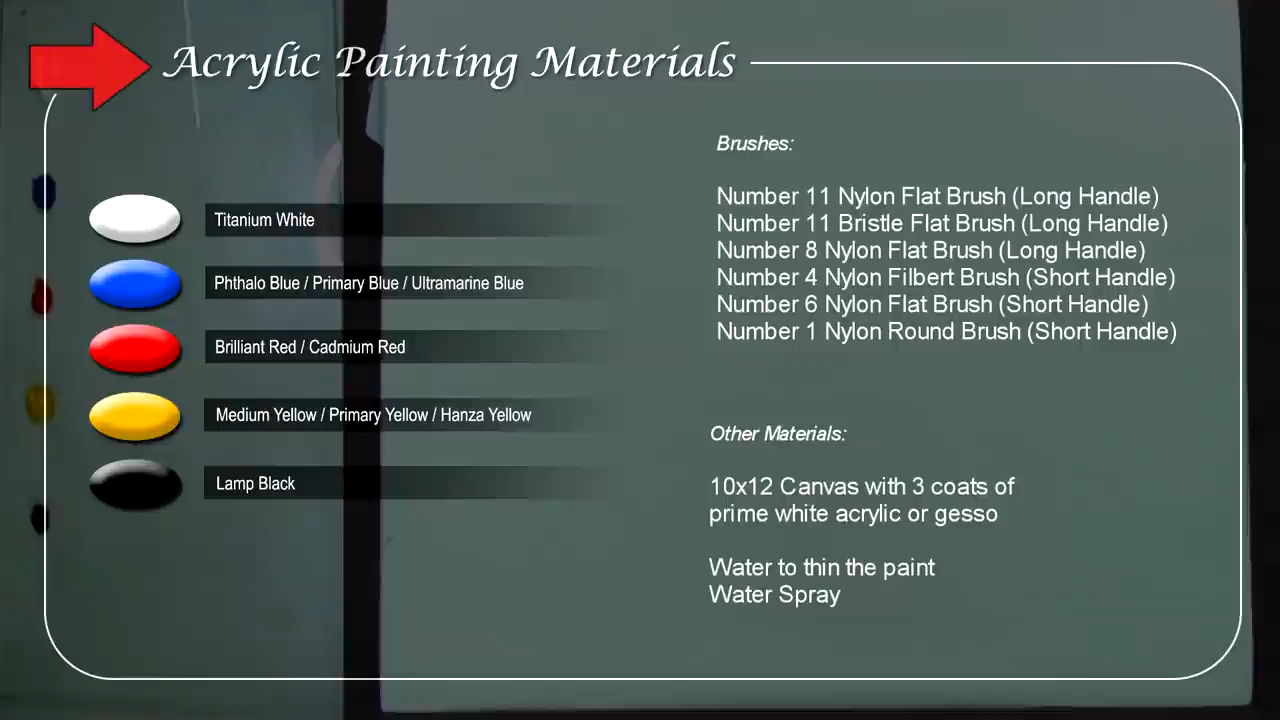 Acrylic Painting Materials
Titanium White
Phthalo Blue / Primary Blue / Ultramarine Blue
Brilliant Red / Cadmium Red
Medium Yellow / Primary Yellow / Hanza Yellow
Lamp Black
Brushes:
Number 11 Nylon Flat Brush (Long Handle)
Number 11 Bristle Flat Brush (Long Handle)
Number 8 Nylon Flat Brush (Long Handle)
Number 4 Nylon Filbert Brush (Short Handle)
Number 6 Nylon Flat Brush (Short Handle)
Number 1 Nylon Round Brush (Short Handle)
Other Materials:
10x12 Canvas with 3 coats of
prime white acrylic or gesso
Water to thin the paint
Water Spray